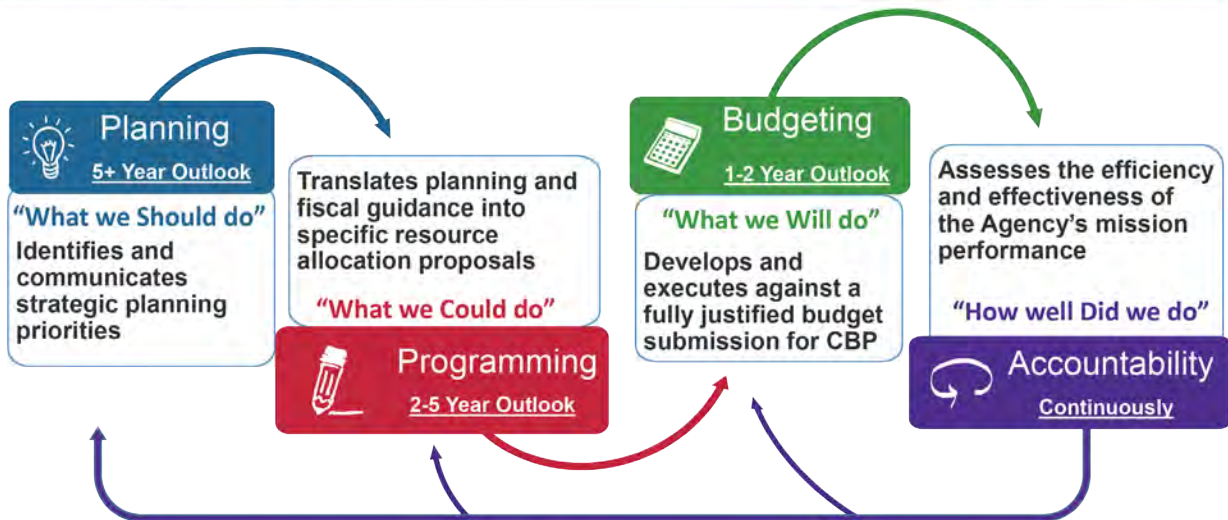 Planning
5+ Year Outlook
“What we Should do”
Identifies and
communicates
strategic planning
priorities
Translates planning and
fiscal guidance into
specific resource
allocation proposals
“What we Could do”
Programming
2-5 Year Outlook
Budgeting
1-2 Year Outlook
“What we Will do”
Develops and
executes against a
fully justified budget
submission for CBP
Assesses the efficiency
and effectiveness of
the Agency’s mission
performance
“How well Did we do”
Accountability
Continuously